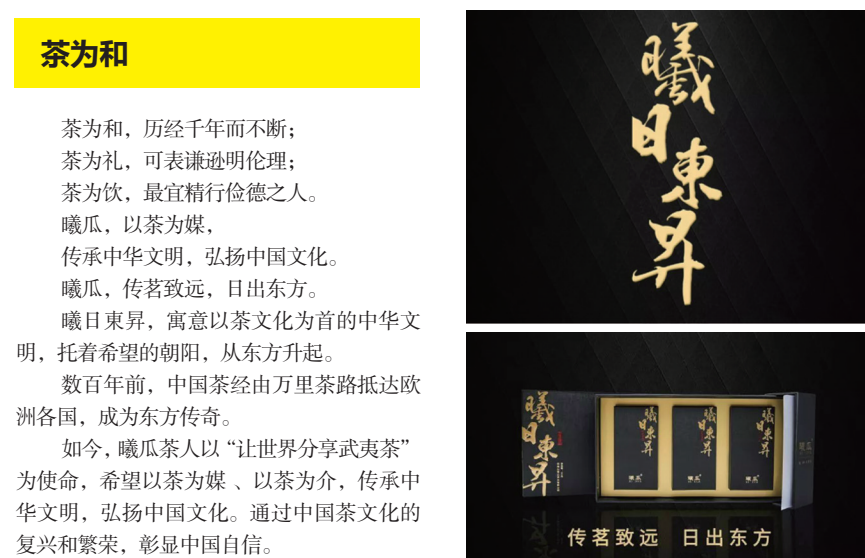 茶为和
茶为和，历经千年而不断；
茶为礼，可表谦逊明伦理；
茶为饮，最宜精行俭德之人。
曦瓜，以茶为媒，
传承中华文明，弘扬中国文化。
曦瓜，传茗致远，日出东方。
曦日東昇，寓意以茶文化为首的中华文
明，托着希望的朝阳，从东方升起。
数百年前，中国茶经由万里茶路抵达欧
洲各国，成为东方传奇。
如今，曦瓜茶人以“让世界分享武夷茶”
为使命，希望以茶为媒 、以茶为介，传承中
华文明，弘扬中国文化。通过中国茶文化的
复兴和繁荣，彰显中国自信。
曦日東昇
曦日東昇
曦日東昇
曦瓜
曦日東昇
曦瓜
曦日東昇
曦瓜
传茗致远 日出东方